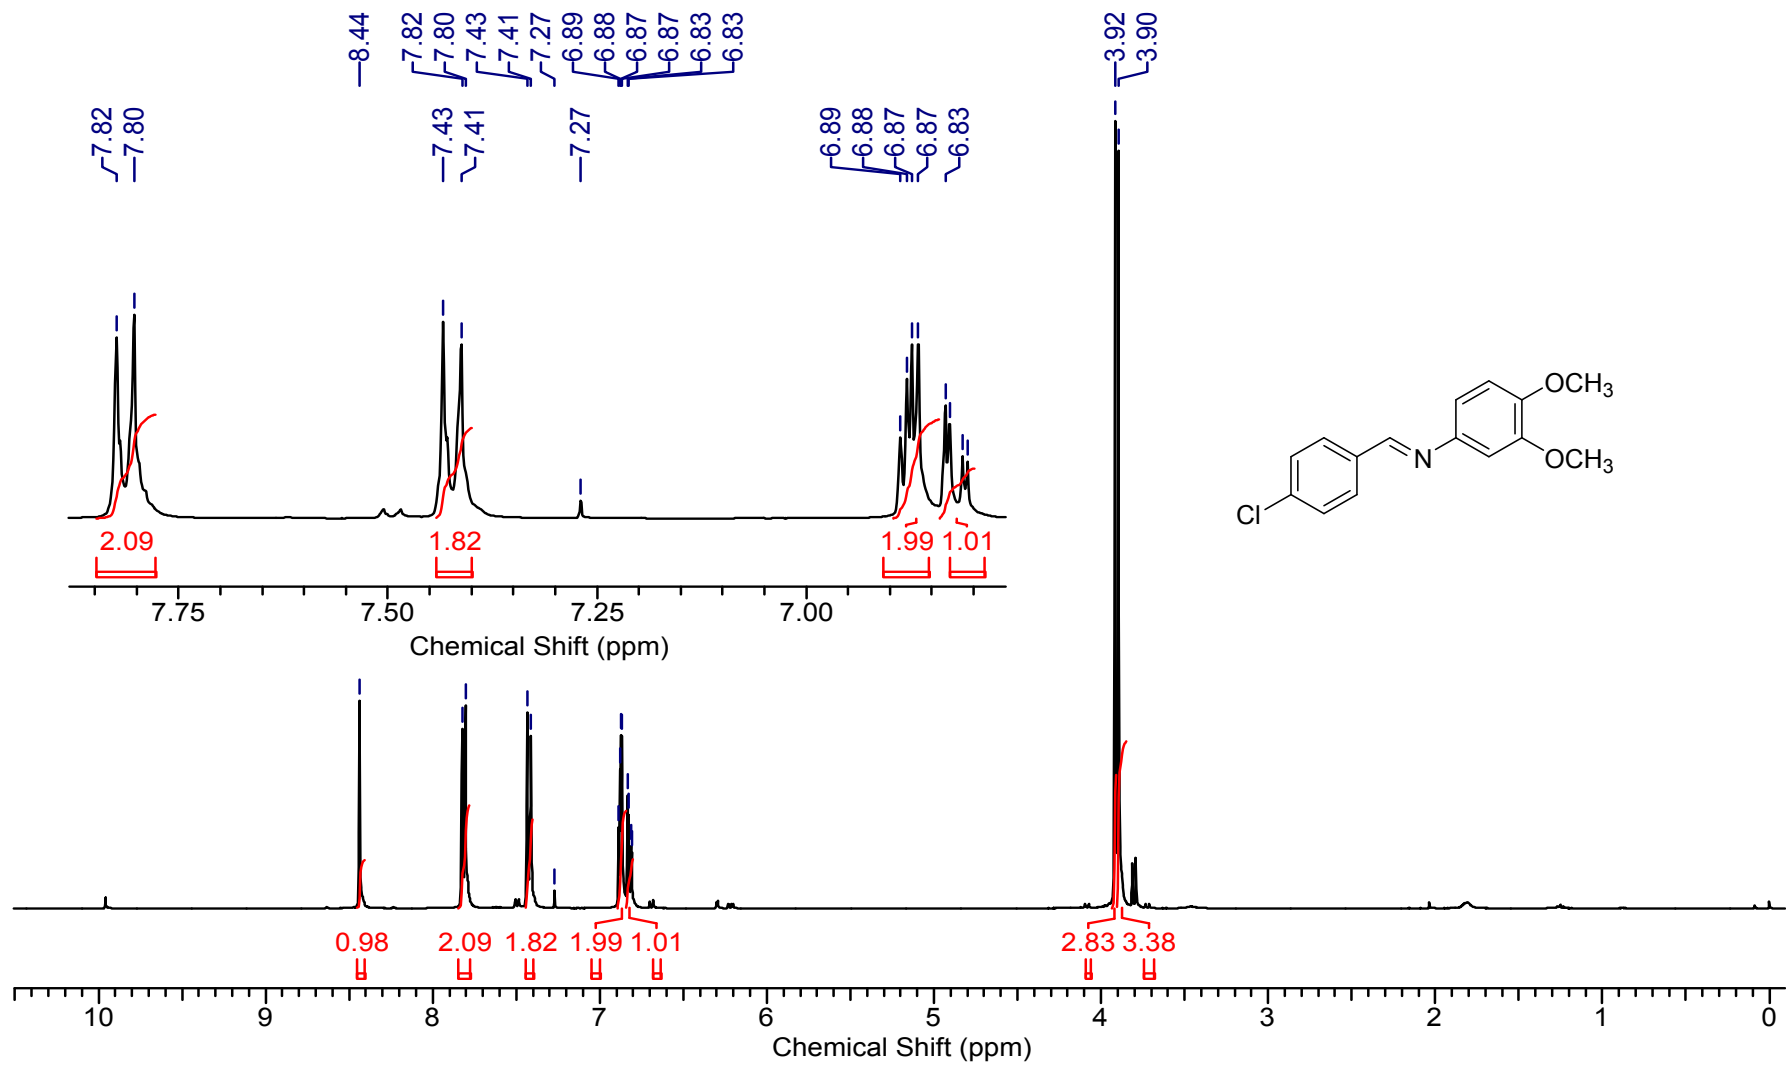 8.44 7.82 7.80 7.43 7.41 7.27 6.89 6.88 6.87 6.87 6.83 6.83 3.92 3.90
7.82 7.80 7.43 7.41 7.27 6.89 6.88 6.87 6.87 6.83
OCH3
OCH3
N
Cl
2.09 1.82 1.99 1.01
7.75 7.50 7.25 7.00
Chemical Shift (ppm)
0.98 2.09 1.82 1.99 1.01 2.83 3.38
10 9 8 7 6 5 4 3 2 1 0
Chemical Shift (ppm)